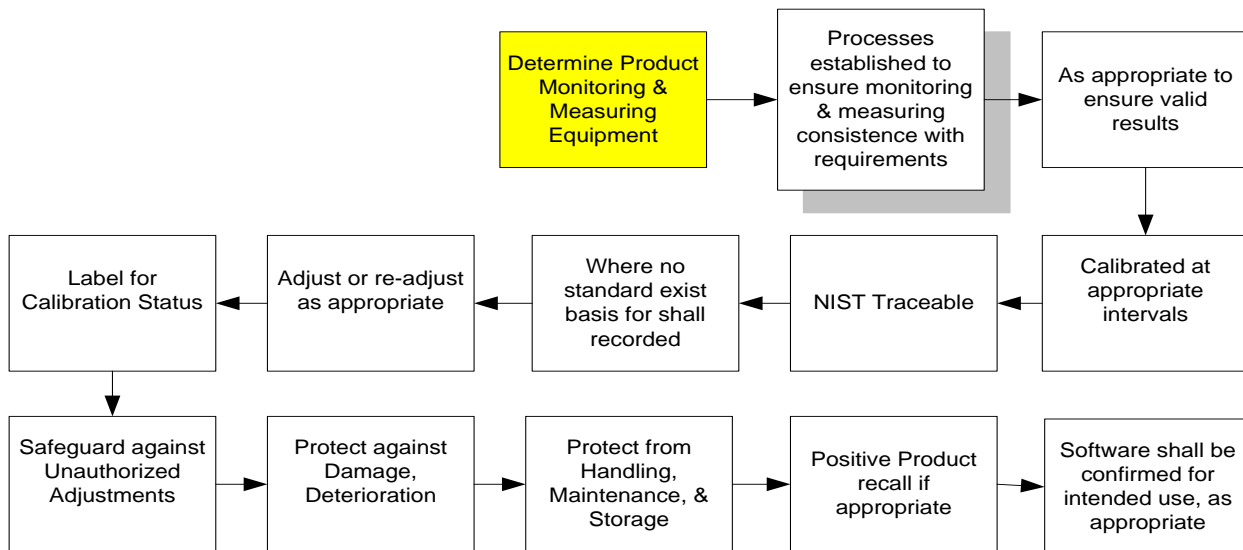 Determine Product
Monitoring &
Measuring
Equipment
Processes
established to
ensure monitoring
& measuring
consistence with
requirements
As appropriate to
ensure valid
results
Calibrated at
appropriate
intervals
NIST Traceable
Where no
standard exist
basis for shall
recorded
Adjust or re-adjust
as appropriate
Label for
Calibration Status
Safeguard against
Unauthorized
Adjustments
Protect against
Damage,
Deterioration
Protect from
Handling,
Maintenance, &
Storage
Positive Product
recall if
appropriate
Software shall be
confirmed for
intended use, as
appropriate